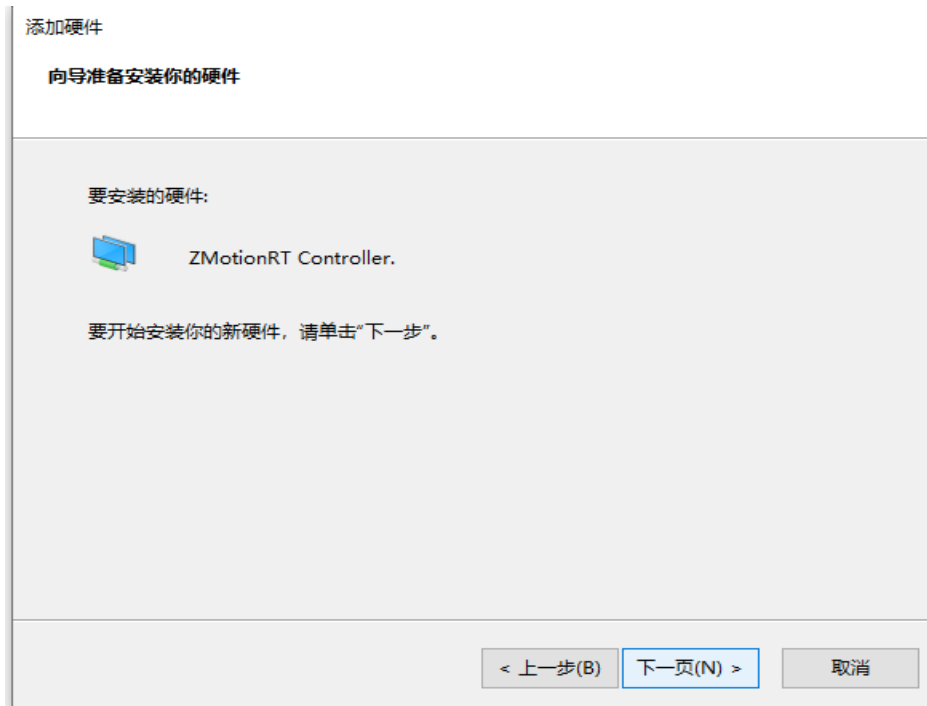 添加硬件
向导准备安装你的硬件
要安装的硬件:
ZMotionRT Controller.
要开始安装你的新硬件，请单击“下一步”。
< 上一步(B) 下一页(N) > 取消